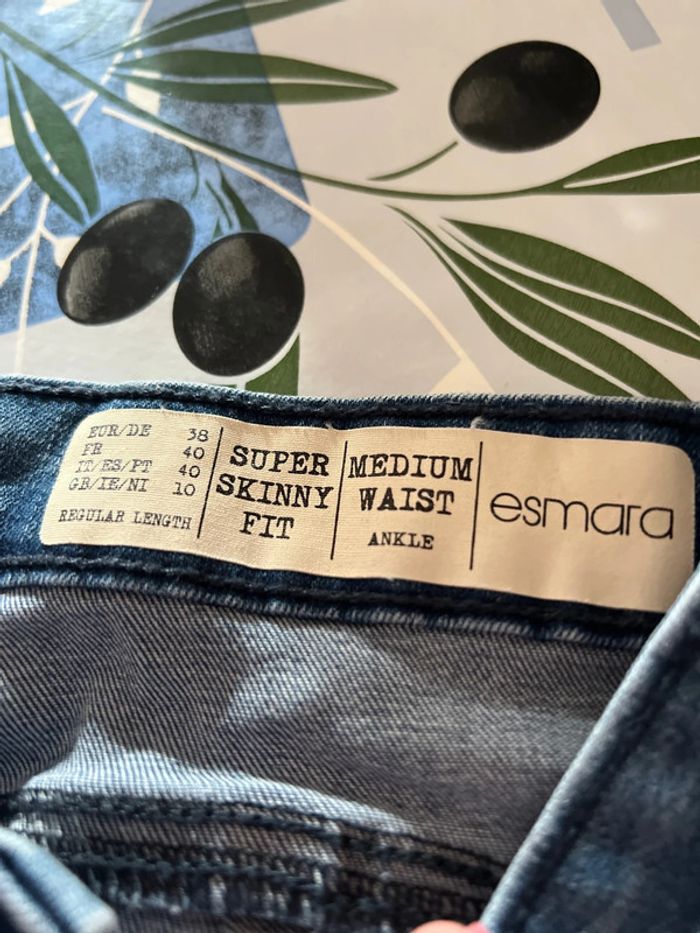 EUR/DE 38
FR 40
IT/ES/PT 40
GB/IE/NI 10
REGULAR LENGTH
SUPER
SKINNY
FIT
MEDIUM
WAIST
ANKLE
esmara